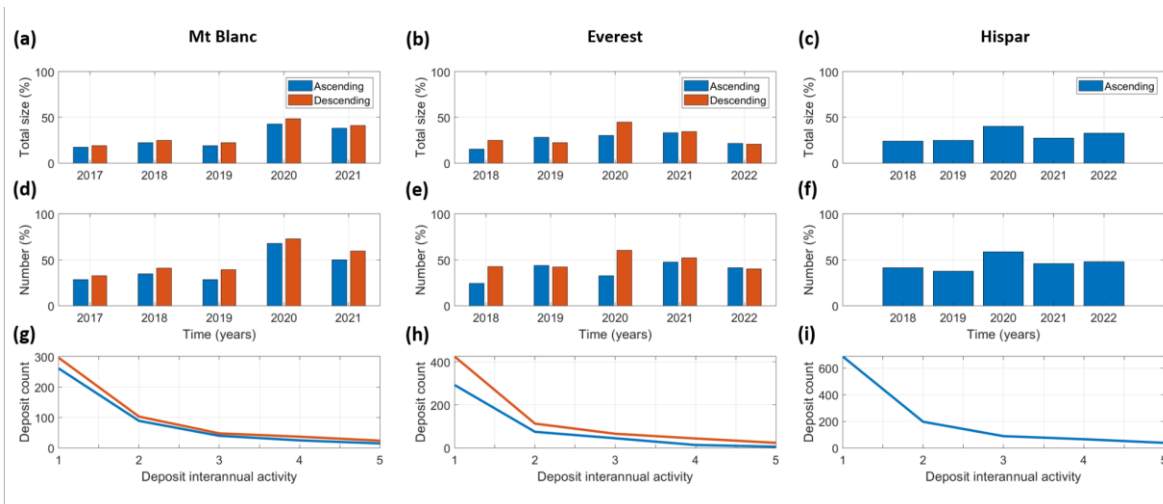 (a) Mt Blanc (b) Everest (c) Hispar
100 Ascending Descending 100 Ascending Descending 100 Ascending
Total size (%) 50 Total size (%) 50 Total size (%) 50
0 0 0
2017 2018 2019 2020 2021 2018 2019 2020 2021 2022 2018 2019 2020 2021 2022
(d) (e) (f)
100 100 100
Number (%) 50 Number (%) 50 Number (%) 50
0 0 0
2017 2018 2019 2020 2021 2018 2019 2020 2021 2022 2018 2019 2020 2021 2022
Time (years) Time (years) Time (years)
(g) (h) (i)
300 400 600
Deposit count 200 Deposit count 200 Deposit count 400
100 200
0 0 0
1 2 3 4 5 1 2 3 4 5 1 2 3 4 5
Deposit interannual activity Deposit interannual activity Deposit interannual activity